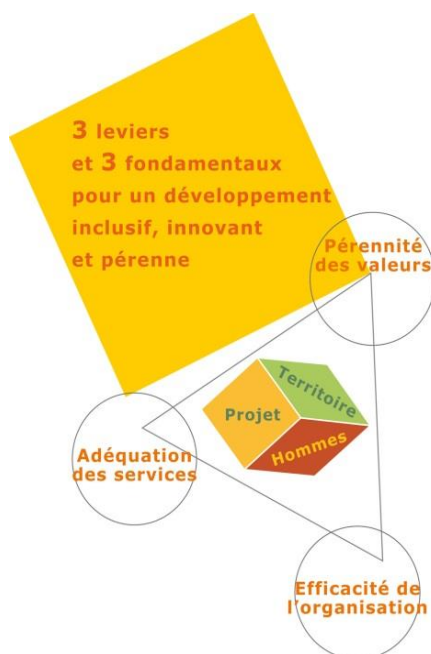 3 leviers
et 3 fondamentaux
pour un développement
inclusif, innovant
et pérenne
Pérennité
des valeurs
Territoire
Projet
Hommes
Adéquation
des services
Efficacité de
l'organisation